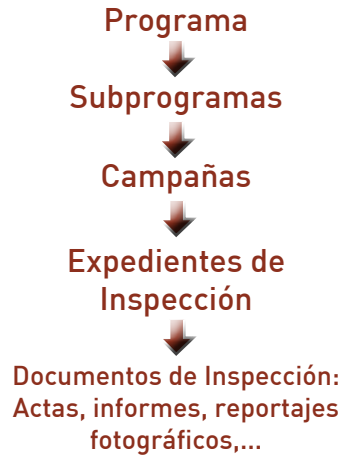 Programa
Subprogramas
Campañas
Expedientes de
Inspección
Documentos de Inspección:
Actas, informes, reportajes
fotográficos,...